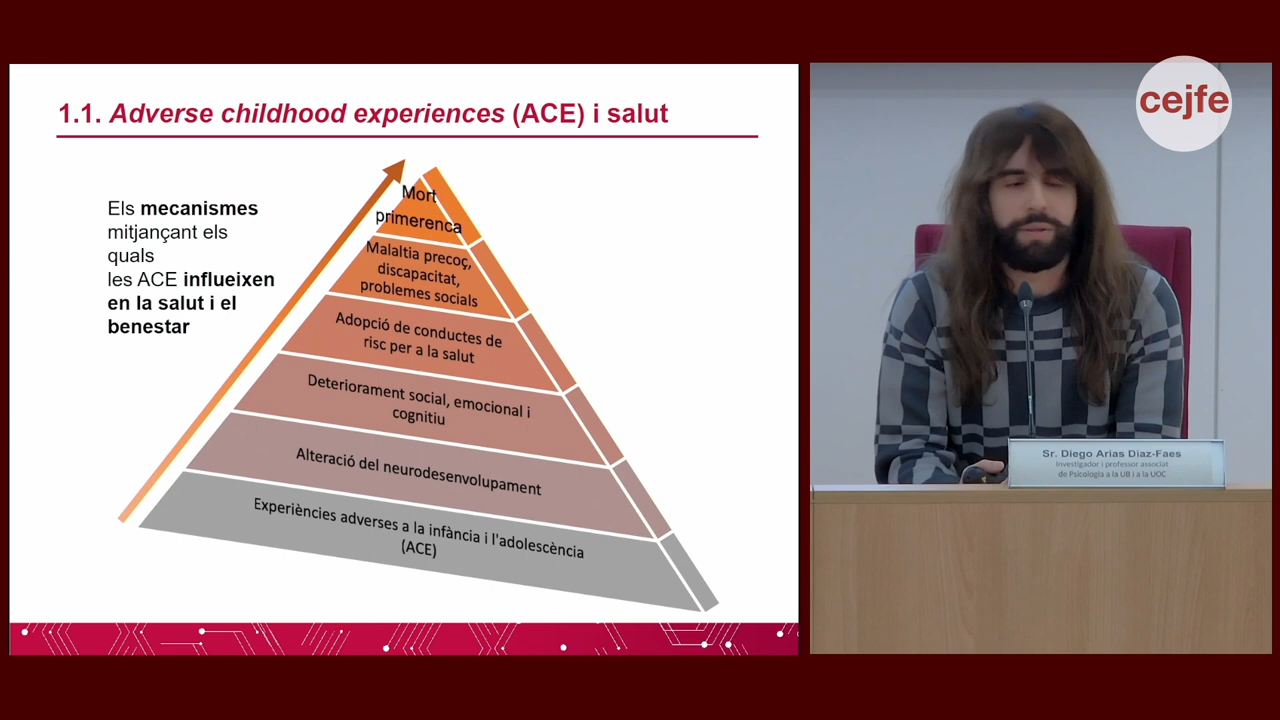 1.1. Adverse childhood experiences (ACE) i salut
Els mecanismes
mitjançant els
quals
les ACE influeixen
en la salut i el
benestar
Mort
primerenca
Malaltia precoç,
discapacitat,
problemes socials
Adopció de conductes de
risc per a la salut
Deteriorament social, emocional i
cognitiu
Alteració del neurodesenvolupament
Experiències adverses a la infància i l'adolescència
(ACE)
cejfe
Sr. Diego Arias Díaz-Faes
Investigador i professor associat
de Psicologia a la UB i a la UOC